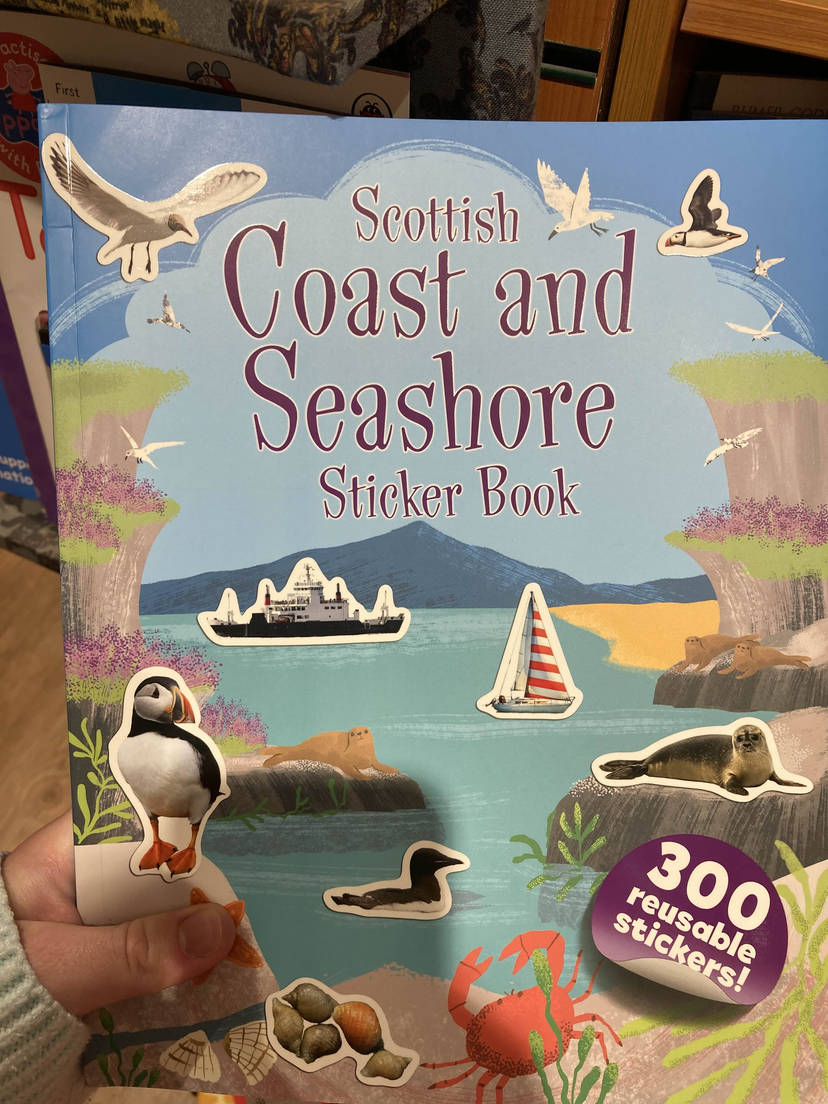 First
Scottish
Coast and
Seashore
Sticker Book
300
reusable
stickers!